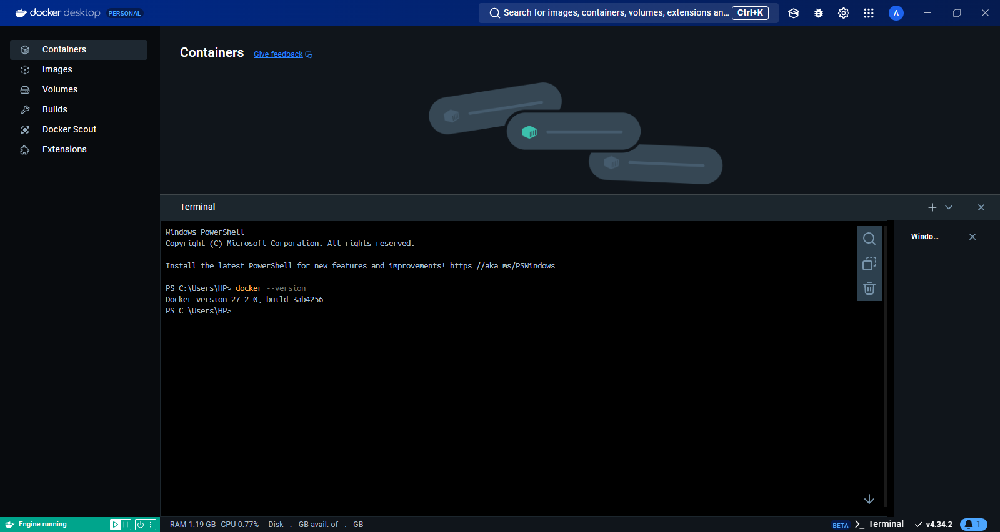 docker desktop PERSONAL
Search for images, containers, volumes, extensions an... Ctrl+K
A
Containers
Images
Volumes
Builds
Docker Scout
Extensions
Containers Give feedback
Terminal
Windows PowerShell
Copyright (C) Microsoft Corporation. All rights reserved.
Install the latest PowerShell for new features and improvements! https://aka.ms/PSWindows
PS C:\Users\HP> docker --version
Docker version 27.2.0, build 3ab4256
PS C:\Users\HP>
Windo...
Engine running
RAM 1.19 GB CPU 0.77% Disk --.-- GB avail. of --.-- GB
BETA Terminal v4.34.2 1